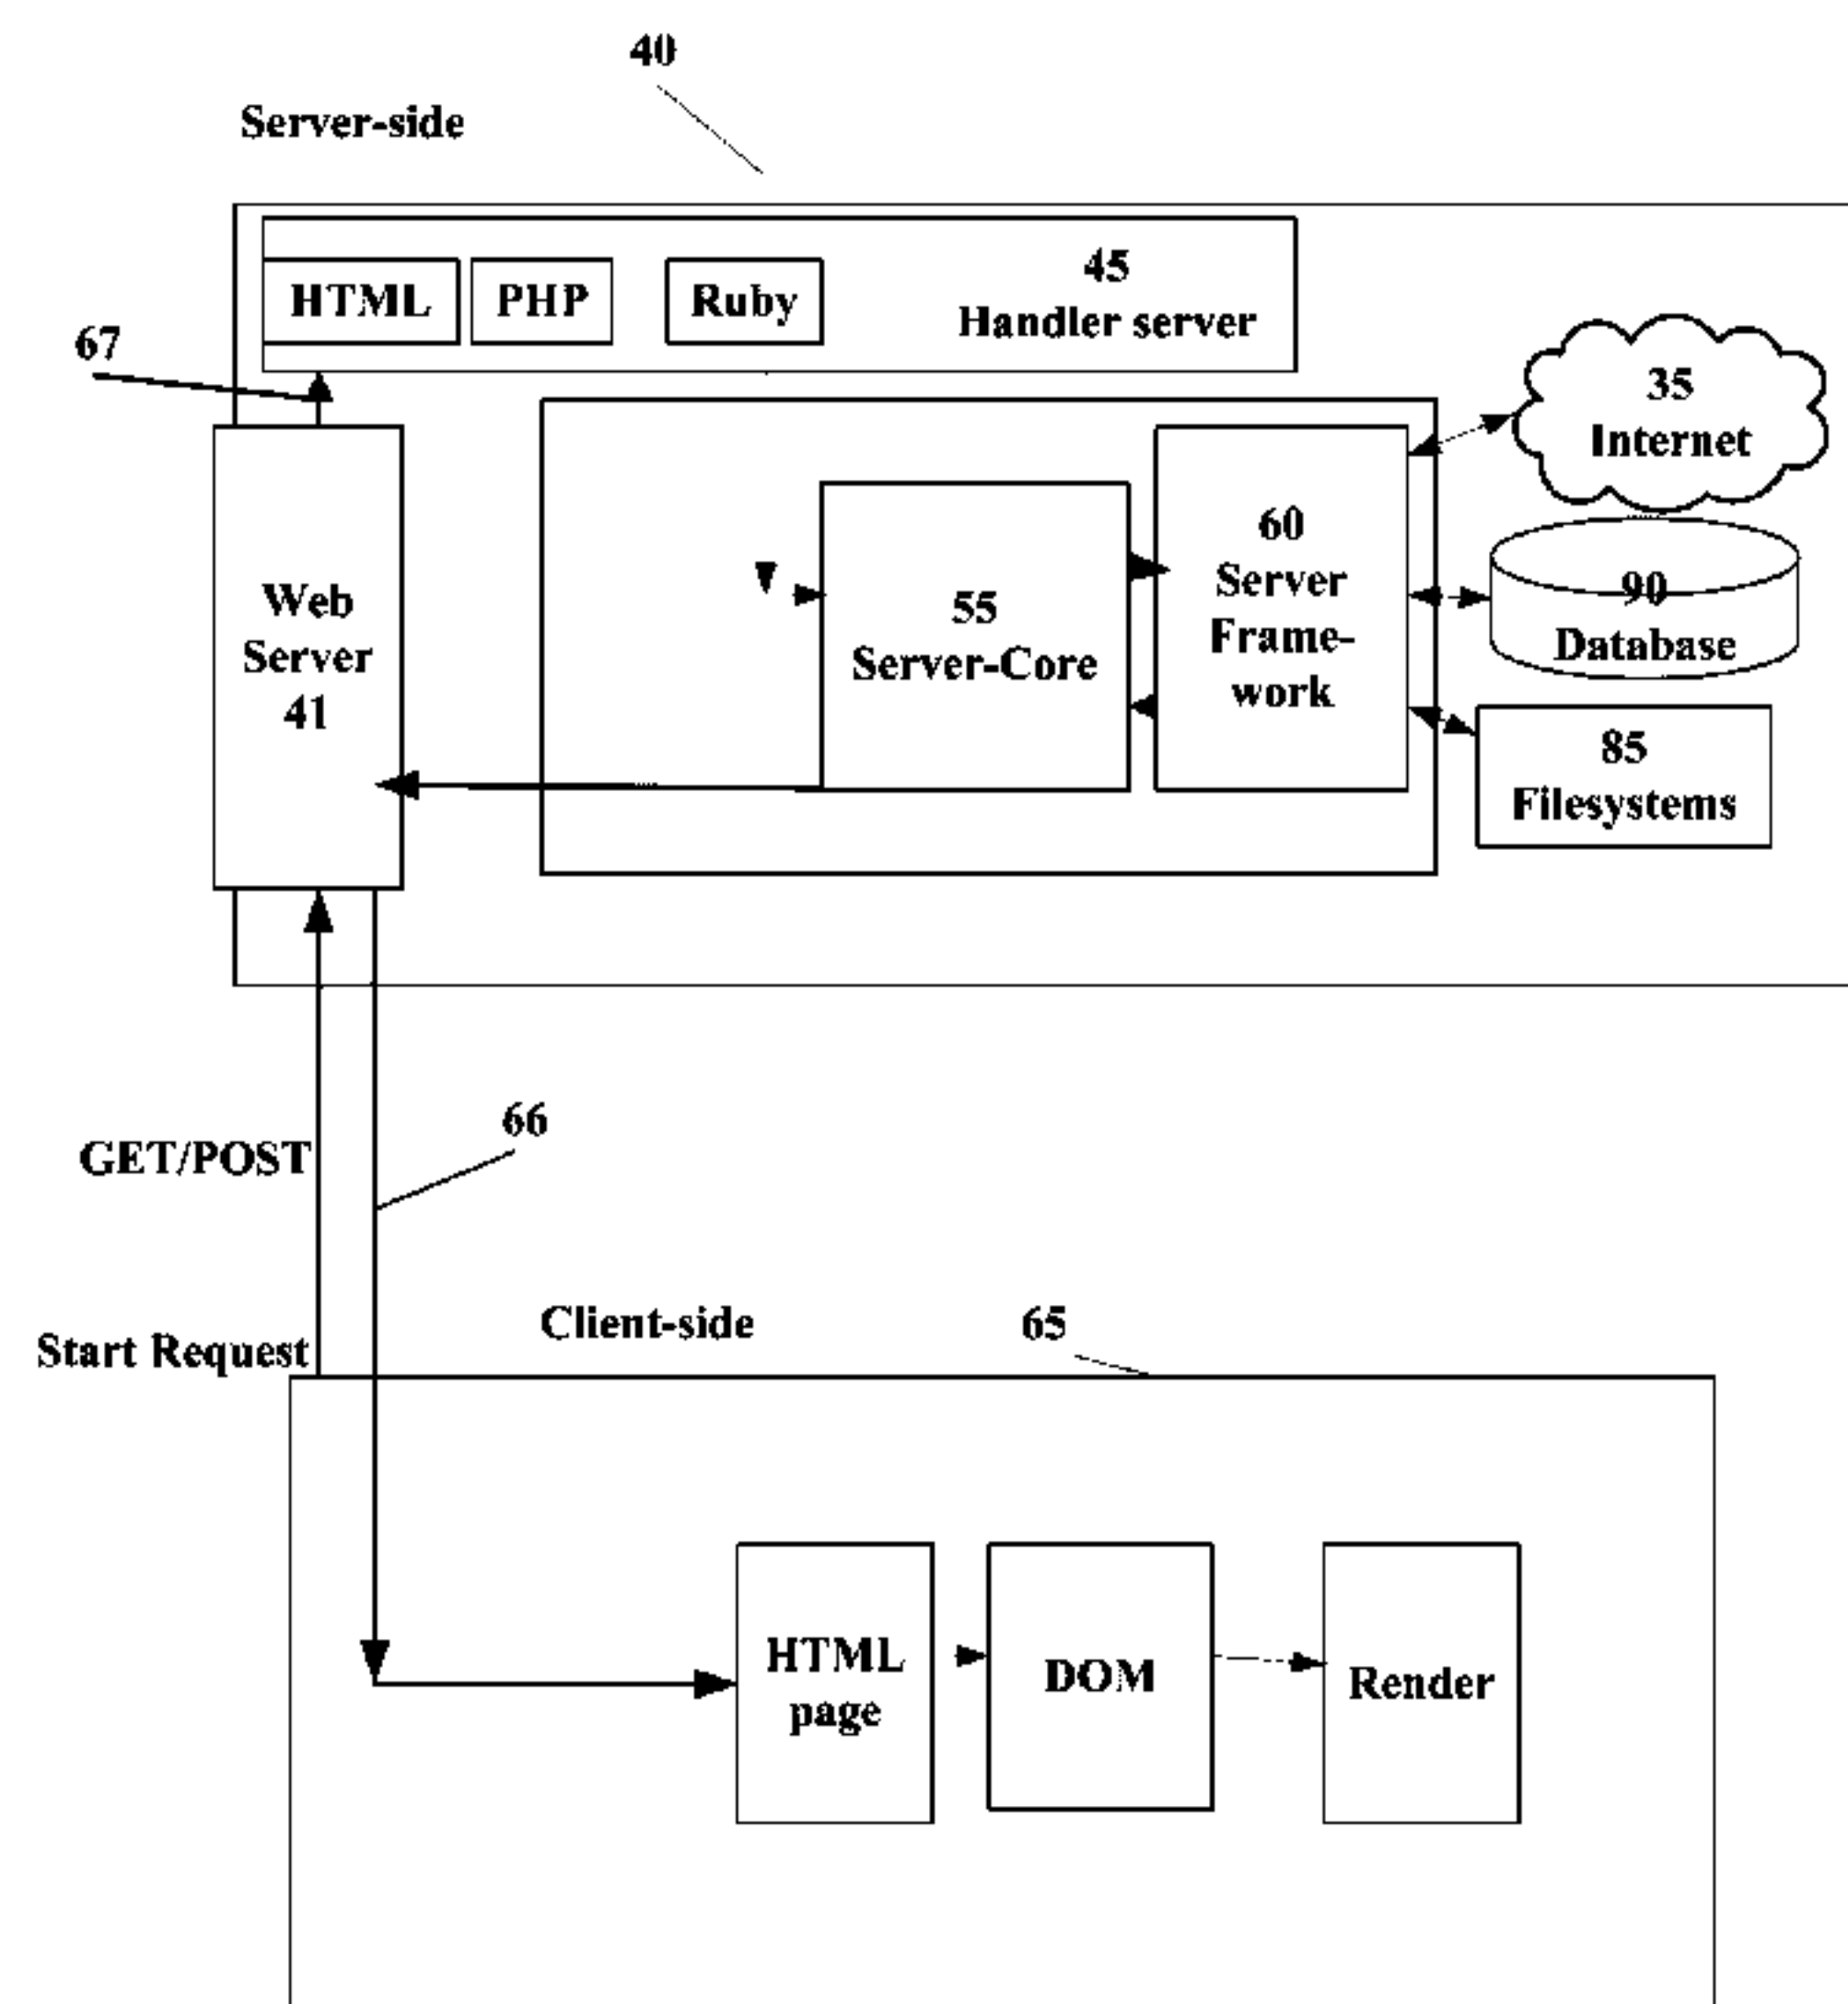 40
Server-side
HTML
PHP
Ruby
45
Handler server
67
35
Internet
Web
Server
41
55
Server-Core
60
Server
Frame-
work
90
Database
85
Filesystems
GET/POST
66
Start Request
Client-side
65
HTML
page
DOM
Render